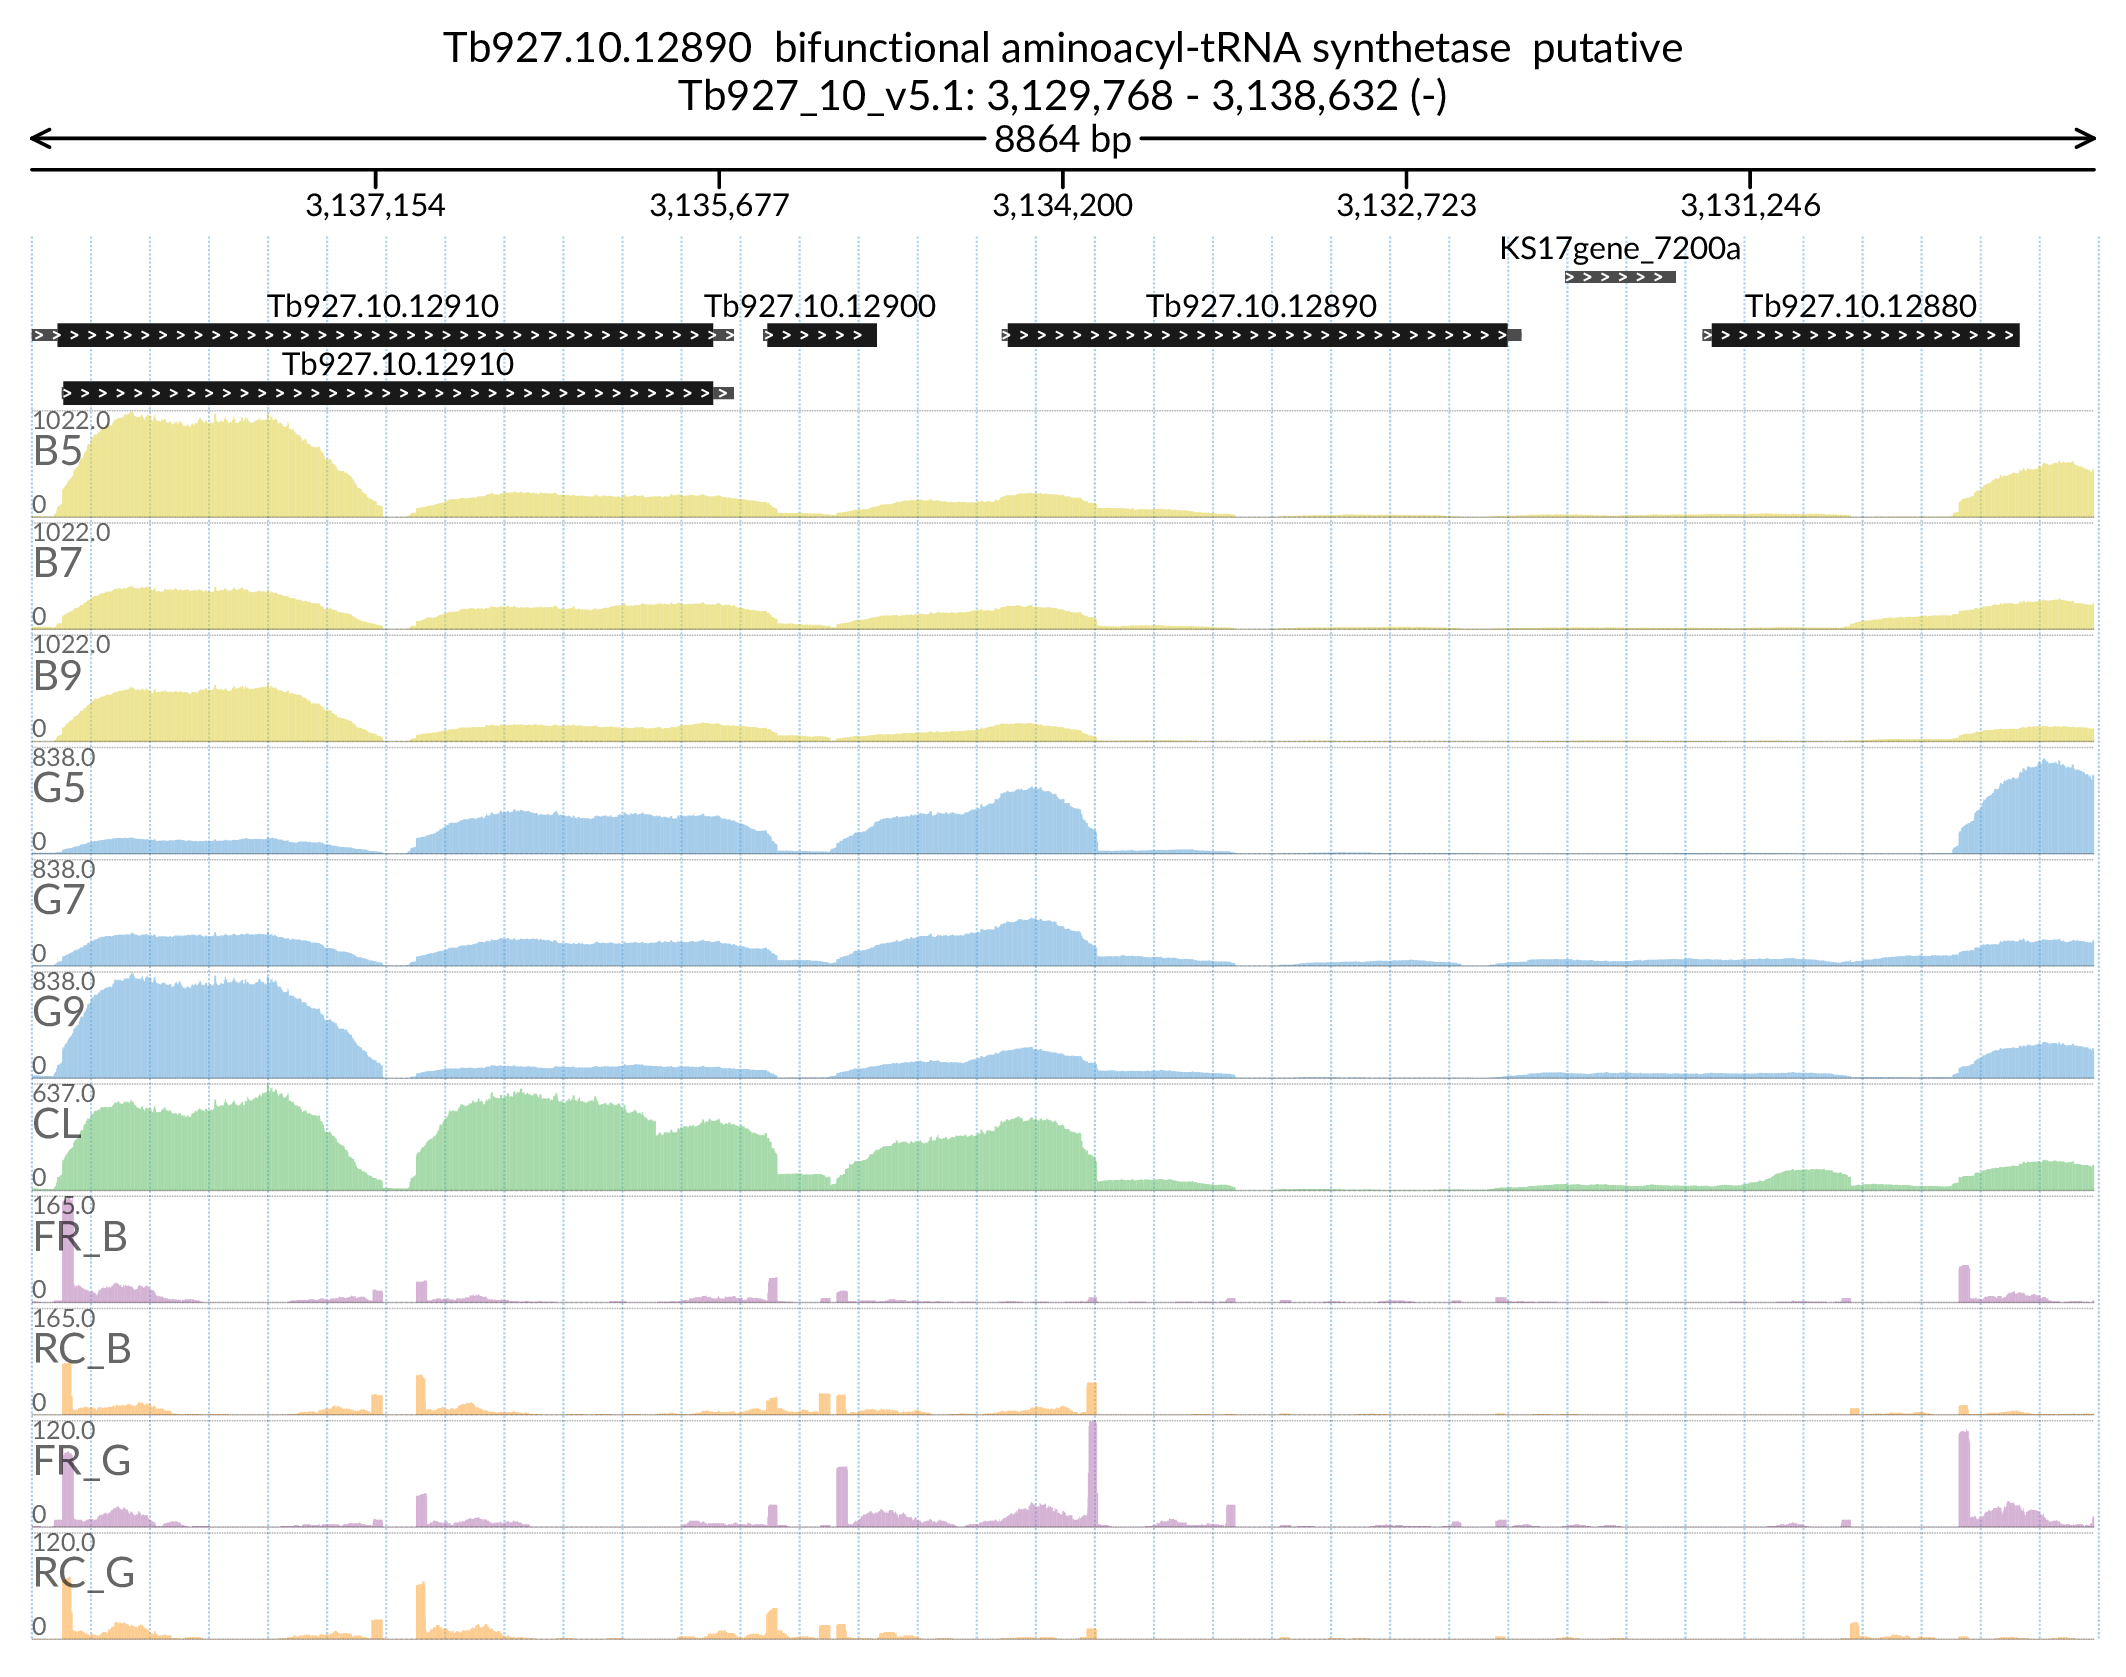 Tb927.10.12890  bifunctional aminoacyl-tRNA synthetase  putative
Tb927_10_v5.1: 3,129,768 - 3,138,632 (-)
8864 bp
3,137,154 3,135,677 3,134,200 3,132,723 3,131,246
KS17gene_7200a
Tb927.10.12910 Tb927.10.12900 Tb927.10.12890 Tb927.10.12880
Tb927.10.12910
1022.0
B5
0
1022.0
B7
0
1022.0
B9
0
838.0
G5
0
838.0
G7
0
838.0
G9
0
637.0
CL
0
165.0
FR_B
0
165.0
RC_B
0
120.0
FR_G
0
120.0
RC_G
0